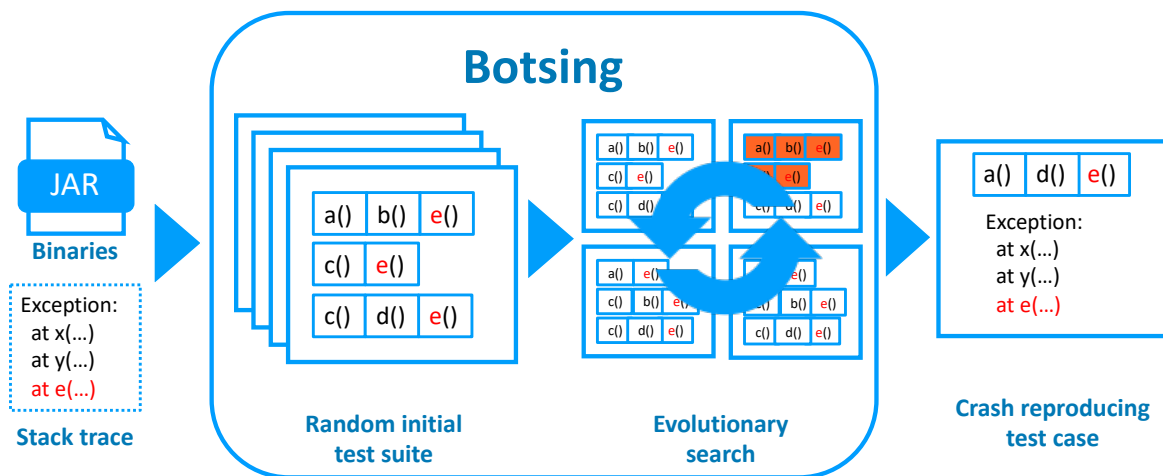 Botsing
JAR
Binaries
Exception:
at x(...)
at y(...)
at e(...)
Stack trace
a() b() e()
c() e()
c() d() e()
Random initial
test suite
a() b() e()
c() e()
c() d()
a() b() e()
e()
c() d() e()
a() e()
c() b() e()
c() d() e()
e()
b() e()
c() d() e()
Evolutionary
search
a() d() e()
Exception:
at x(...)
at y(...)
at e(...)
Crash reproducing
test case